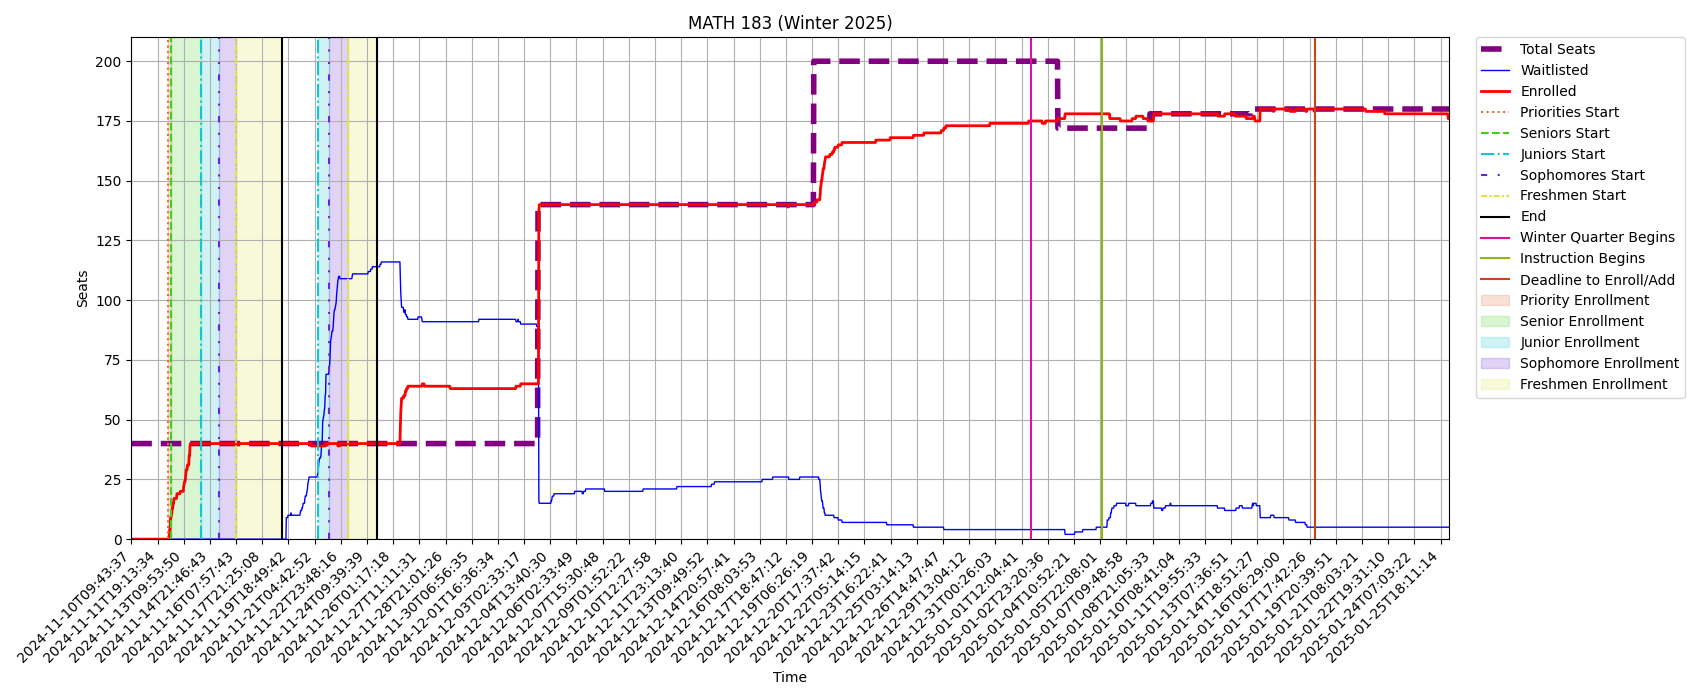 MATH 183 (Winter 2025)
200
175
150
125
100
75
50
25
0
Seats
2024-11-10T09:43:37
2024-11-11T19:13:34
2024-11-13T09:53:50
2024-11-14T21:46:43
2024-11-16T07:57:43
2024-11-17T21:25:08
2024-11-19T18:49:42
2024-11-21T04:42:52
2024-11-22T23:48:16
2024-11-24T09:39:39
2024-11-26T01:17:18
2024-11-27T11:11:31
2024-11-28T21:01:26
2024-11-30T06:56:35
2024-12-01T16:36:34
2024-12-03T02:33:17
2024-12-04T13:40:30
2024-12-06T02:33:49
2024-12-07T15:30:48
2024-12-09T01:52:22
2024-12-10T12:27:58
2024-12-11T23:13:40
2024-12-13T09:49:52
2024-12-14T20:57:41
2024-12-16T08:03:53
2024-12-17T18:47:12
2024-12-19T06:26:19
2024-12-20T17:37:42
2024-12-22T05:14:15
2024-12-23T16:22:41
2024-12-25T03:14:13
2024-12-26T14:47:47
2024-12-29T13:04:12
2024-12-31T00:26:03
2025-01-01T12:04:41
2025-01-02T23:20:36
2025-01-04T10:52:21
2025-01-05T22:08:01
2025-01-07T09:48:58
2025-01-08T21:05:33
2025-01-10T08:41:04
2025-01-11T19:55:33
2025-01-13T07:36:51
2025-01-14T18:51:27
2025-01-16T06:29:00
2025-01-17T17:42:26
2025-01-19T20:39:51
2025-01-21T08:03:21
2025-01-22T19:31:10
2025-01-24T07:03:22
2025-01-25T18:11:14
Time
Total Seats
Waitlisted
Enrolled
Priorities Start
Seniors Start
Juniors Start
Sophomores Start
Freshmen Start
End
Winter Quarter Begins
Instruction Begins
Deadline to Enroll/Add
Priority Enrollment
Senior Enrollment
Junior Enrollment
Sophomore Enrollment
Freshmen Enrollment